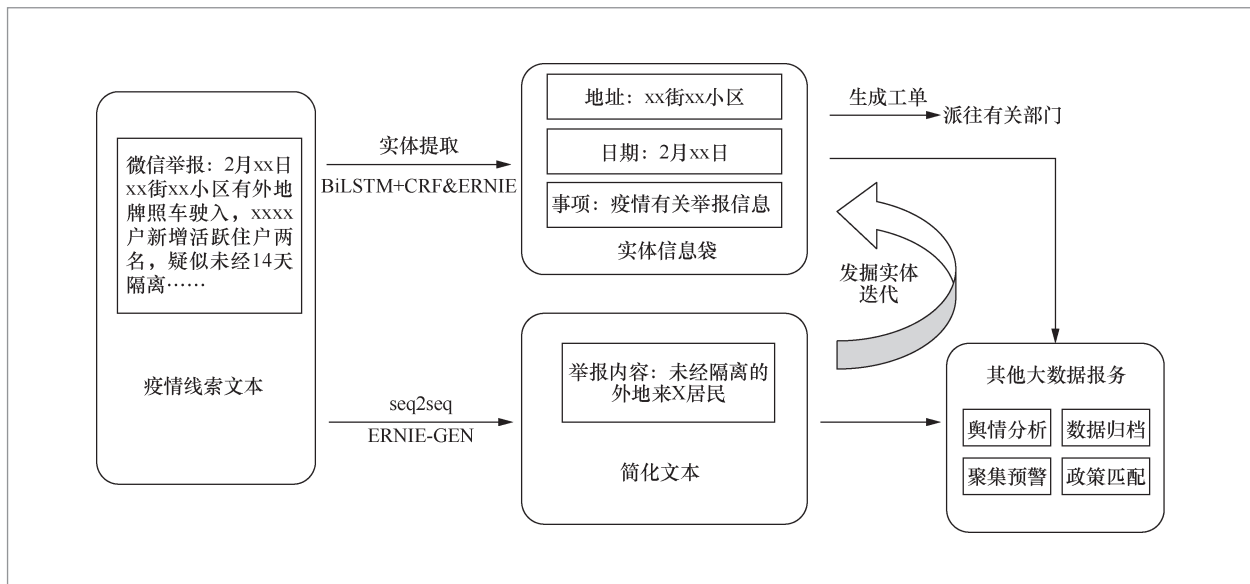 微信举报：2月xx日
xx街xx小区有外地
牌照车驶入，xxxx
户新增活跃住户两
名，疑似未经14天
隔离……
疫情线索文本
实体提取
BiLSTM+CRF&ERNIE
地址：xx街xx小区
日期：2月xx日
事项：疫情有关举报信息
实体信息袋
生成工单
派往有关部门
发掘实体
迭代
seq2seq
ERNIE-GEN
举报内容：未经隔离的
外地来X居民
简化文本
其他大数据报务
舆情分析
数据归档
聚集预警
政策匹配